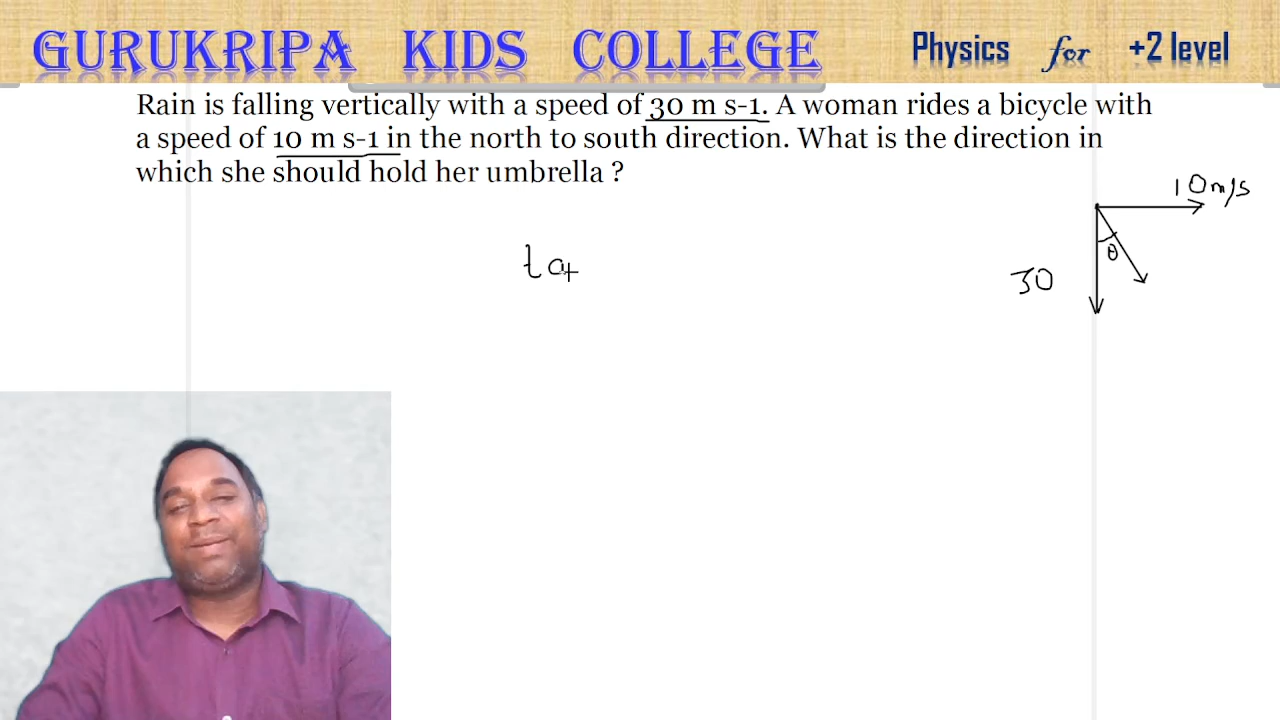 GURUKRIPA KIDS COLLEGE Physics for +2 level
Rain is falling vertically with a speed of 30 m s-1. A woman rides a bicycle with
a speed of 10 m s-1 in the north to south direction. What is the direction in
which she should hold her umbrella ?
10 m/s
θ
30
ta